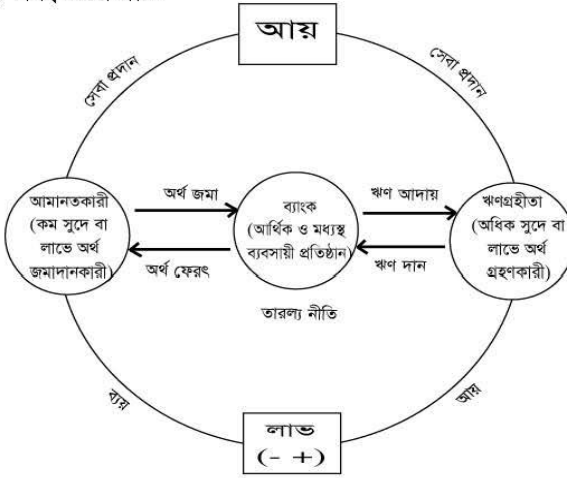 আয়
সেবা প্রদান
সেবা প্রদান
আমানতকারী
(কম সুদে বা
লাভে অর্থ
জমাদানকারী)
অর্থ জমা
অর্থ ফেরৎ
ব্যাংক
(আর্থিক ও মধ্যস্থ
ব্যবসায়ী প্রতিষ্ঠান)
ঋণ আদায়
ঋণ দান
ঋণগ্রহীতা
(অধিক সুদে বা
লাভে অর্থ
গ্রহণকারী)
তারল্য নীতি
ব্যয়
আয়
লাভ
(- +)